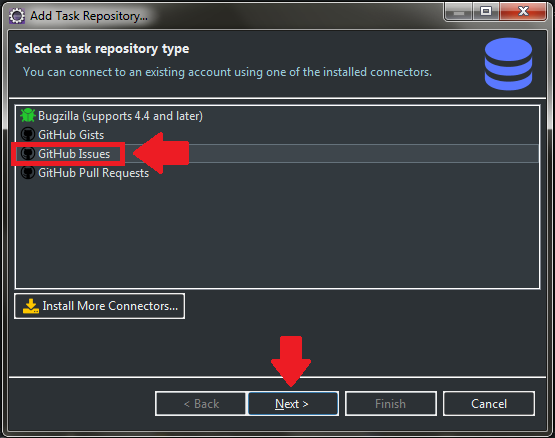 Add Task Repository...
Select a task repository type
You can connect to an existing account using one of the installed connectors.
Bugzilla (supports 4.4 and later)
GitHub Gists
GitHub Issues
GitHub Pull Requests
Install More Connectors...
< Back
Next >
Finish
Cancel